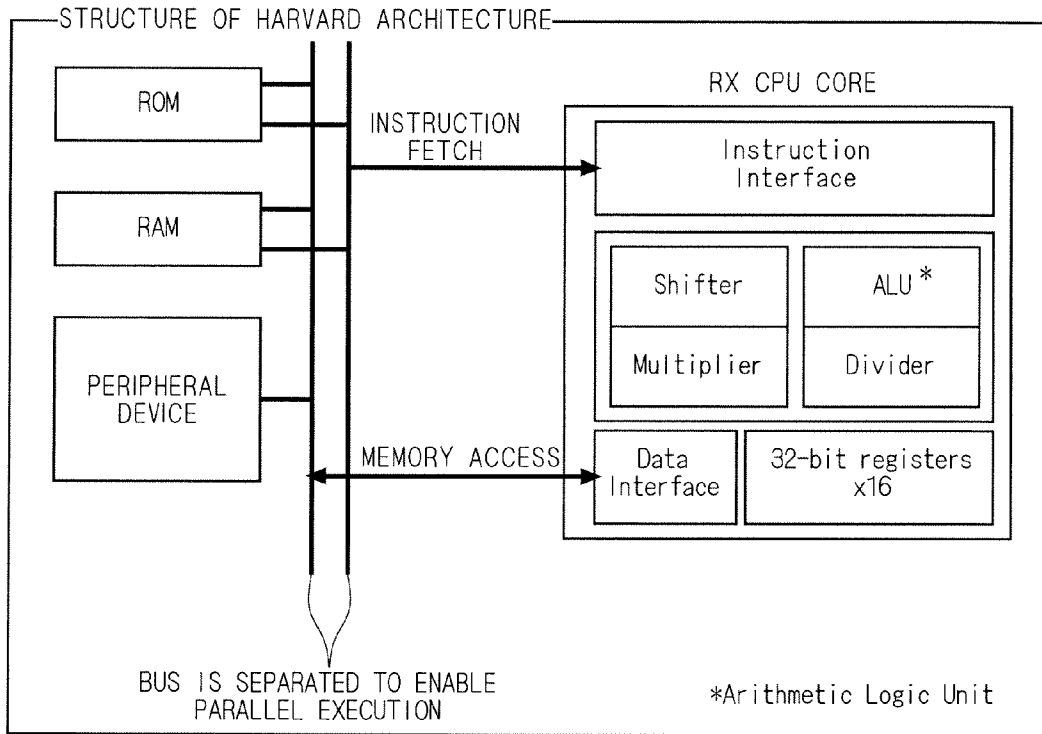 STRUCTURE OF HARVARD ARCHITECTURE
ROM
RAM
PERIPHERAL
DEVICE
INSTRUCTION
FETCH
MEMORY ACCESS
RX CPU CORE
Instruction
Interface
Shifter
ALU*
Multiplier
Divider
Data
Interface
32-bit registers
x16
BUS IS SEPARATED TO ENABLE
PARALLEL EXECUTION
*Arithmetic Logic Unit